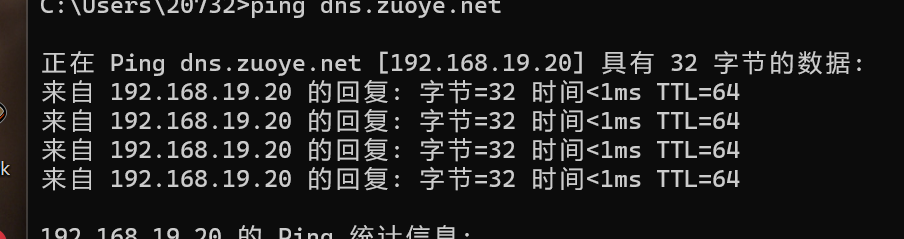 C:\Users\20732>ping dns.zuoye.net
正在 Ping dns.zuoye.net [192.168.19.20] 具有 32 字节的数据:
来自 192.168.19.20 的回复: 字节=32 时间<1ms TTL=64
来自 192.168.19.20 的回复: 字节=32 时间<1ms TTL=64
来自 192.168.19.20 的回复: 字节=32 时间<1ms TTL=64
k
来自 192.168.19.20 的回复: 字节=32 时间<1ms TTL=64
192.168.19.20 的 Ping 统计信息: